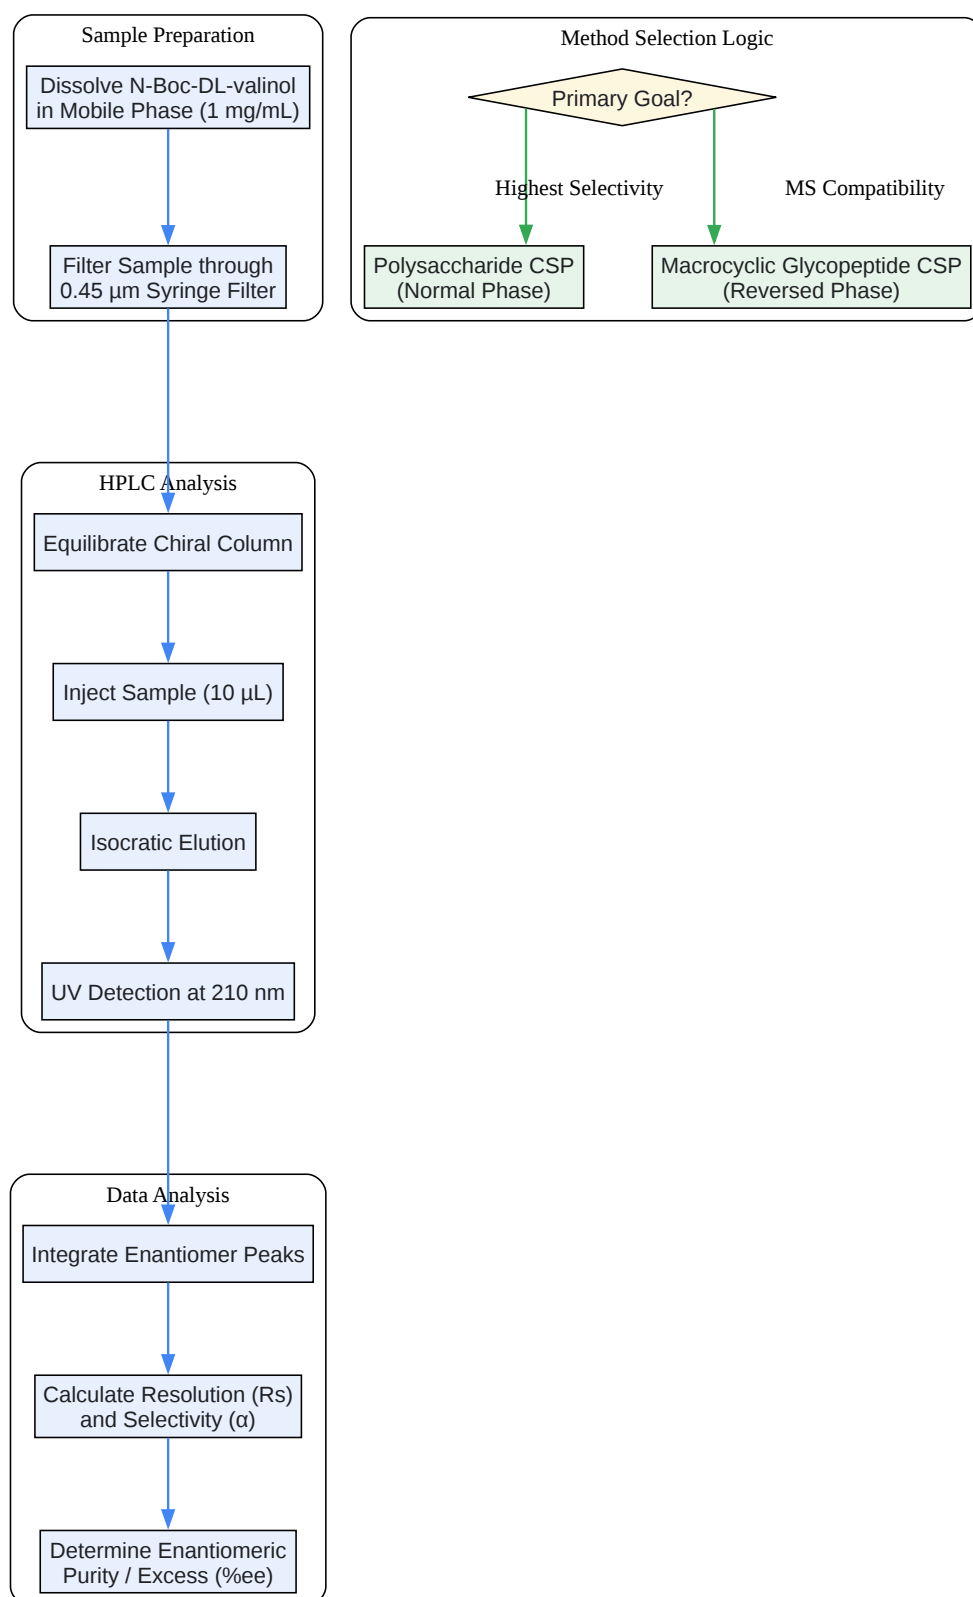 Sample Preparation
Dissolve N-Boc-DL-valinol
in Mobile Phase (1 mg/mL)
Filter Sample through
0.45 µm Syringe Filter
Method Selection Logic
Primary Goal?
Highest Selectivity
MS Compatibility
Polysaccharide CSP
(Normal Phase)
Macrocyclic Glycopeptide CSP
(Reversed Phase)
HPLC Analysis
Equilibrate Chiral Column
Inject Sample (10 µL)
Isocratic Elution
UV Detection at 210 nm
Data Analysis
Integrate Enantiomer Peaks
Calculate Resolution (Rs)
and Selectivity (α)
Determine Enantiomeric
Purity / Excess (%ee)